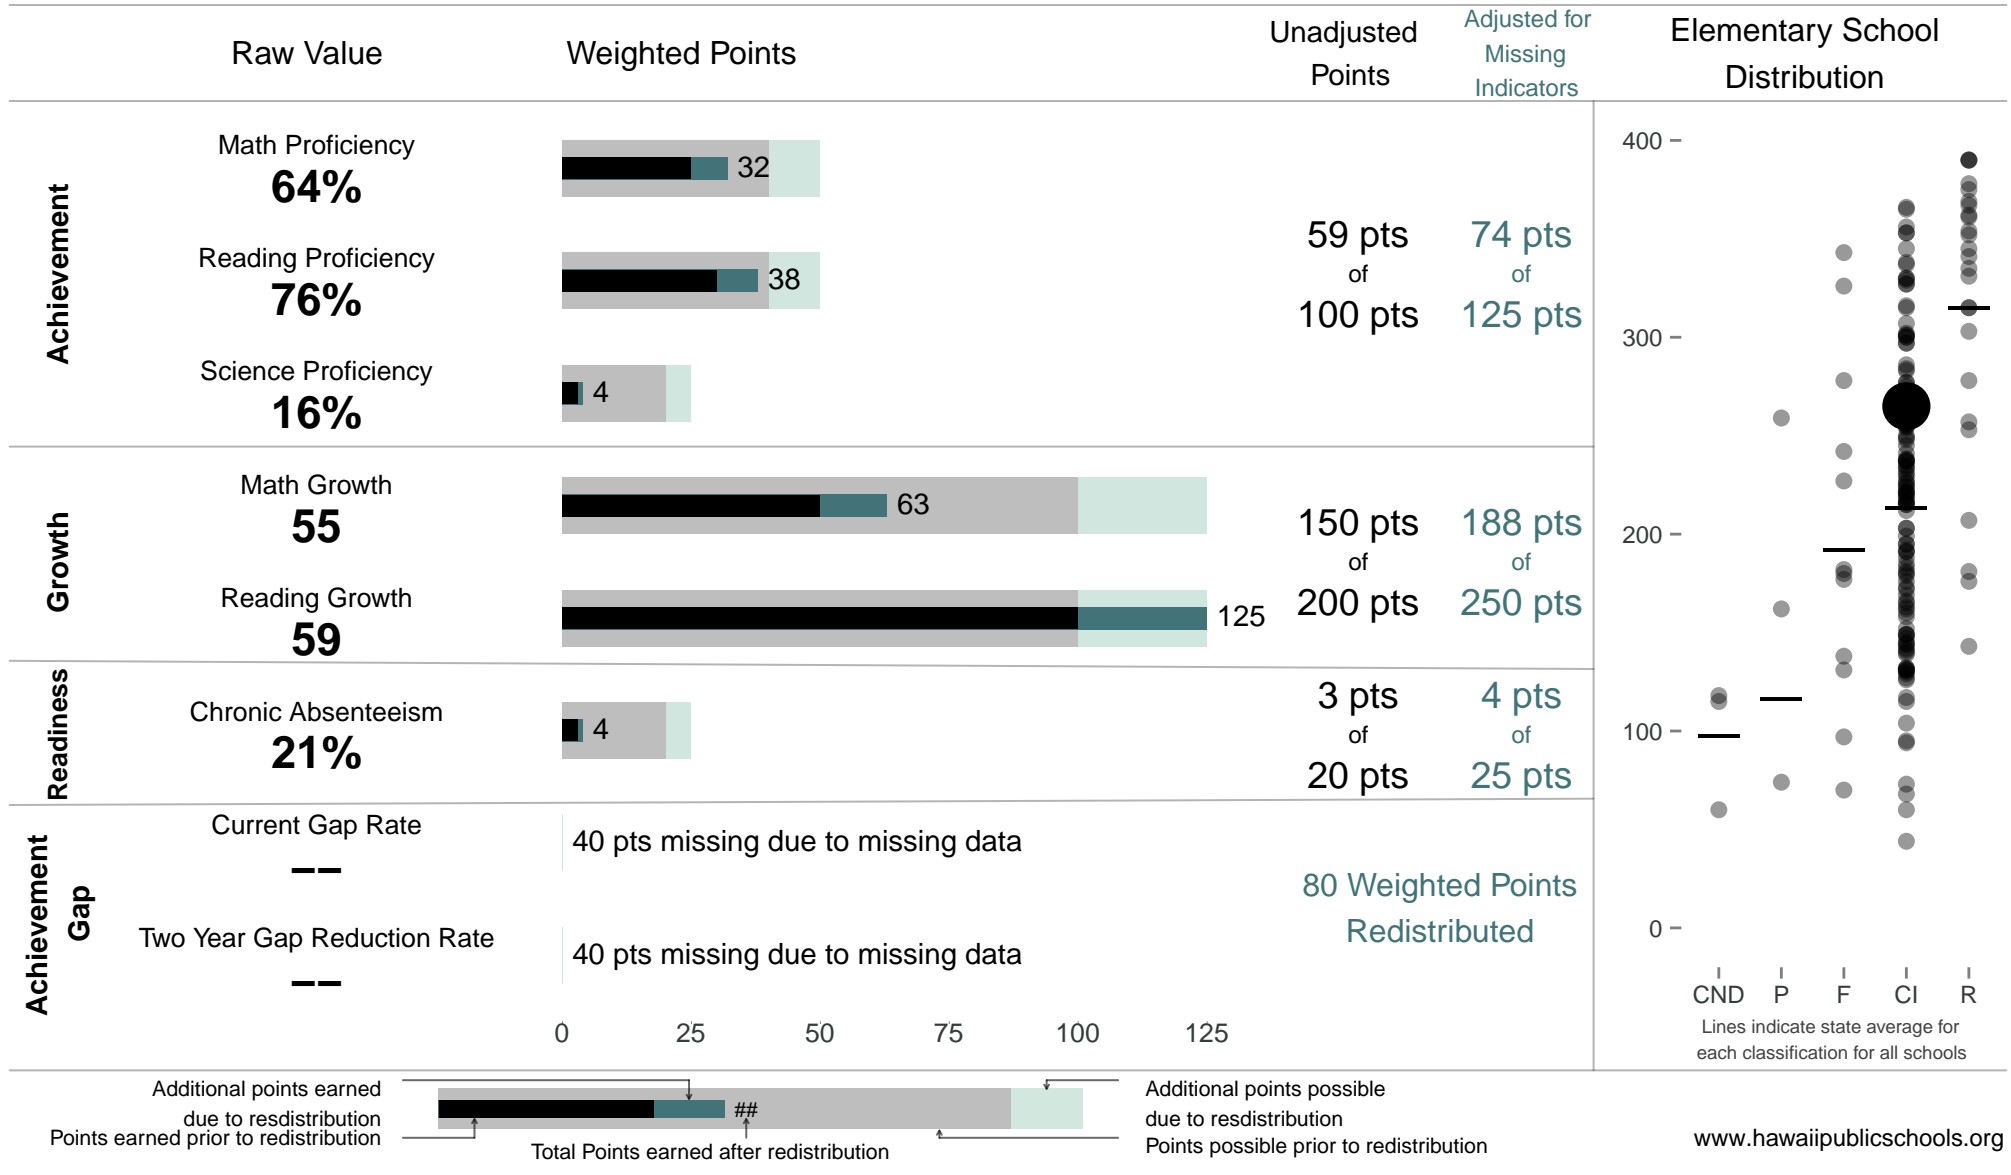 Raw Value
Weighted Points
Unadjusted
Points
Adjusted for
Missing
Indicators
Elementary School
Distribution
Achievement
Math Proficiency
64%
32
Reading Proficiency
76%
38
Science Proficiency
16%
4
59 pts
of
100 pts
74 pts
of
125 pts
Growth
Math Growth
55
63
Reading Growth
59
125
150 pts
of
200 pts
188 pts
of
250 pts
Readiness
Chronic Absenteeism
21%
4
3 pts
of
20 pts
4 pts
of
25 pts
Achievement
Gap
Current Gap Rate
--
40 pts missing due to missing data
Two Year Gap Reduction Rate
--
40 pts missing due to missing data
80 Weighted Points
Redistributed
0 25 50 75 100 125
400
300
200
100
0
CND P F CI R
Lines indicate state average for
each classification for all schools
Additional points earned
due to resdistribution
Points earned prior to redistribution
##
Total Points earned after redistribution
Additional points possible
due to resdistribution
Points possible prior to redistribution
www.hawaiipublicschools.org